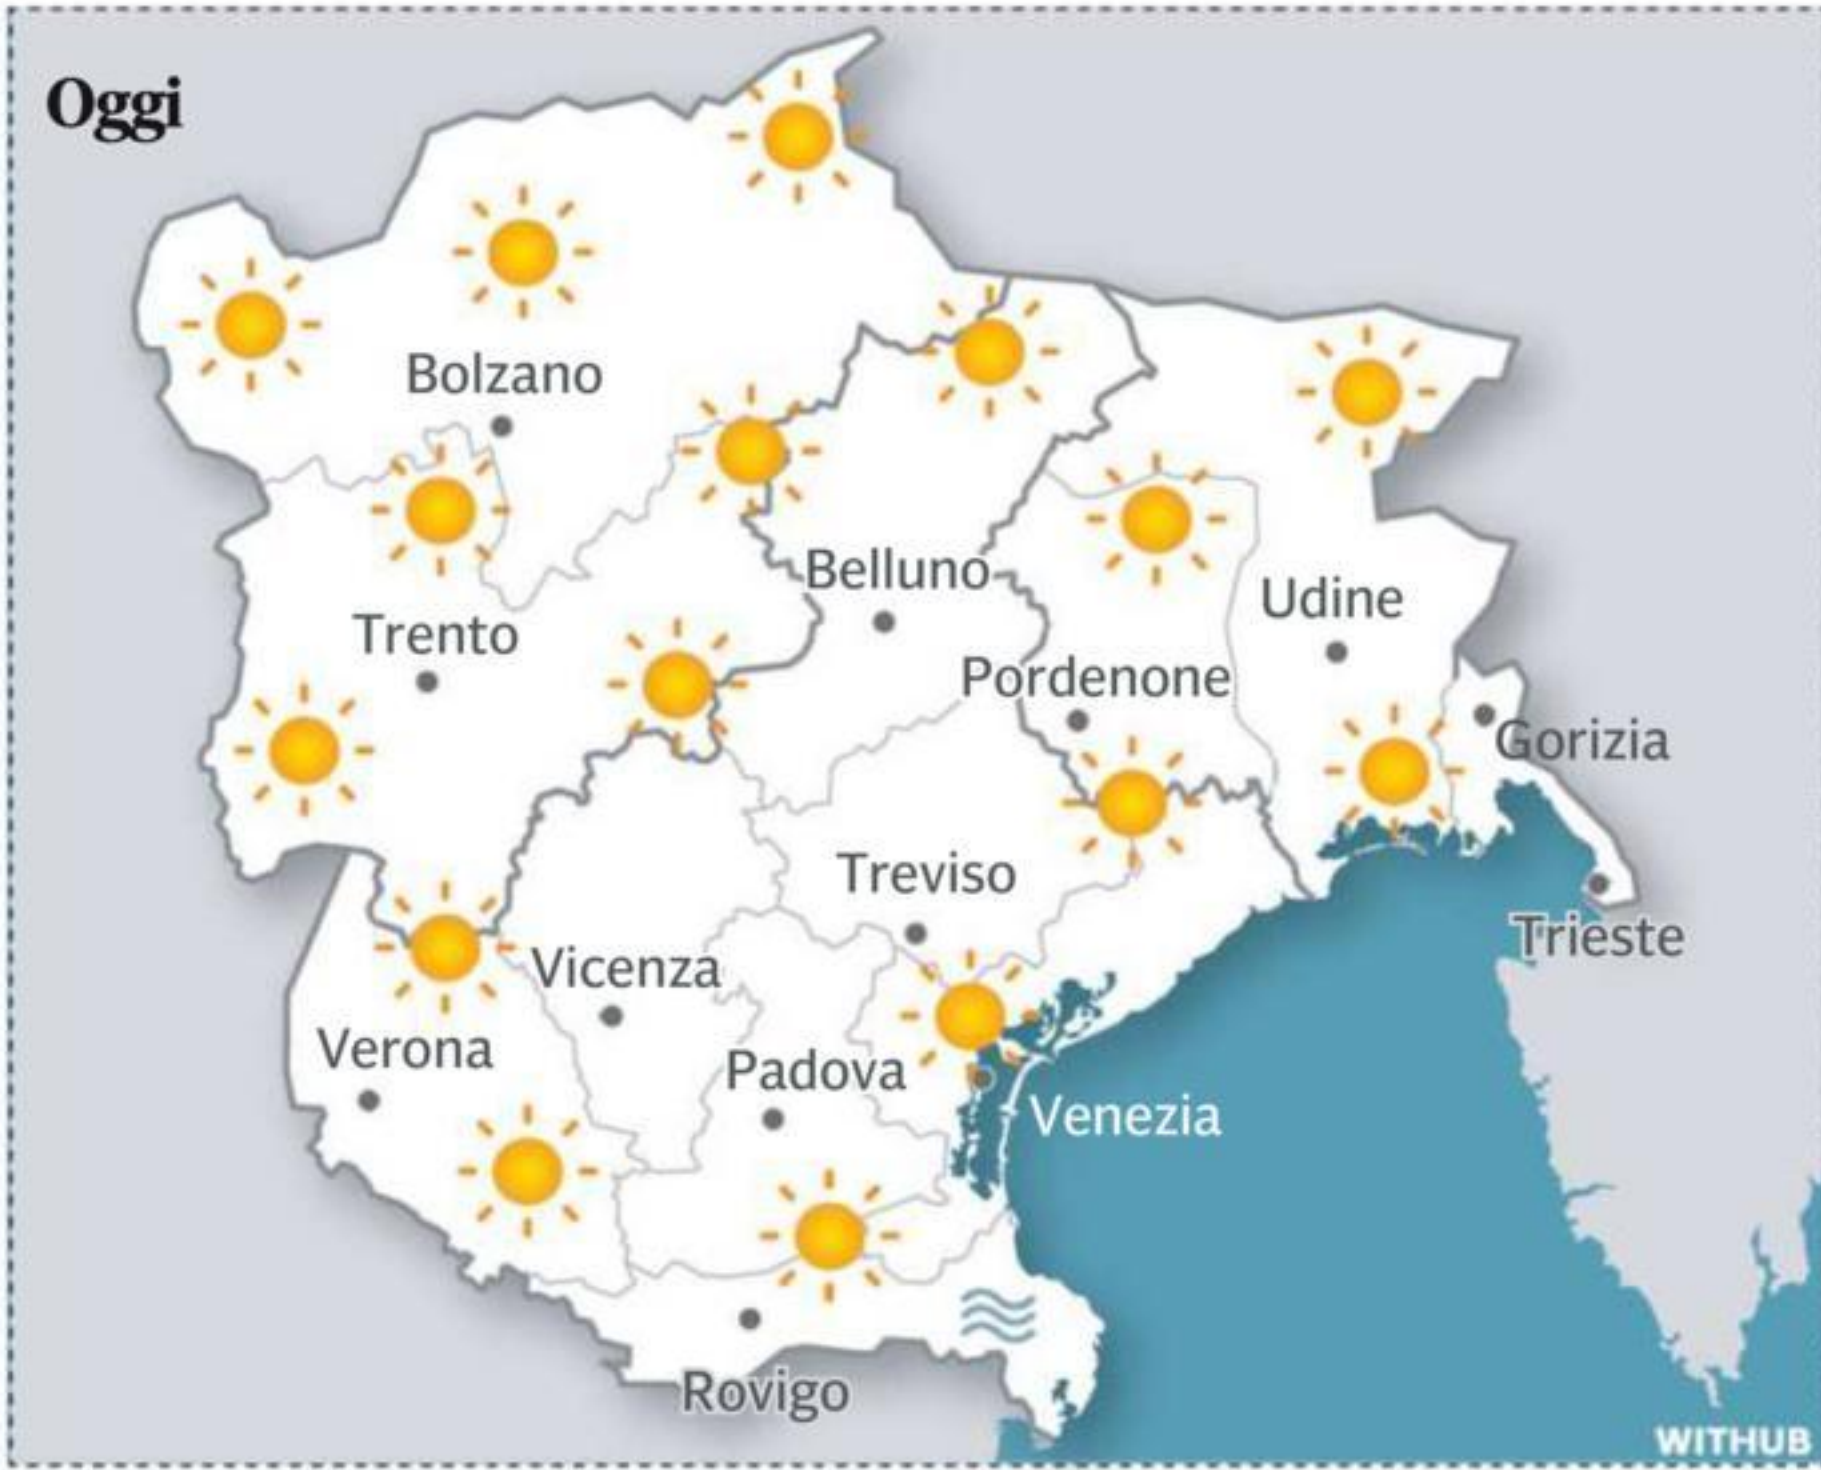 Oggi
Bolzano
Belluno
Udine
Trento
Pordenone
Gorizia
Treviso
Trieste
Vicenza
Verona
Padova
Venezia
Rovigo
WITHUB